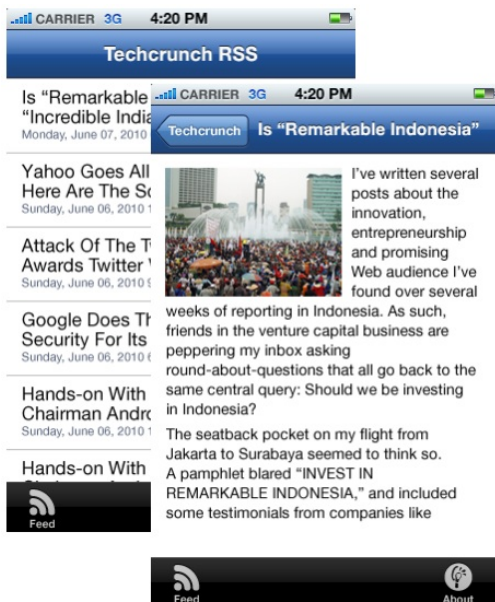 CARRIER 3G 4:20 PM
Techcrunch RSS
Is “Remarkable
“Incredible India
Monday, June 07, 2010
Yahoo Goes All
Here Are The
Sunday, June 06, 2010 1
Attack Of The
Awards Twitter
Sunday, June 06, 2010 9
Google Does
Security For Its
Sunday, June 06, 2010 6
Hands-on With
Chairman
Sunday, June 06, 2010 1
Hands-on With
Feed
CARRIER 3G 4:20 PM
Techcrunch Is “Remarkable Indonesia”
I’ve written several
posts about the
innovation,
entrepreneurship
and promising
Web audience I’ve
found over several
weeks of reporting in Indonesia. As such,
friends in the venture capital business are
peppering my inbox asking
round-about-questions that all go back to the
same central query: Should we be investing
in Indonesia?
The seatback pocket on my flight from
Jakarta to Surabaya seemed to think so.
A pamphlet blared “INVEST IN
REMARKABLE INDONESIA,” and included
some testimonials from companies like
Feed About